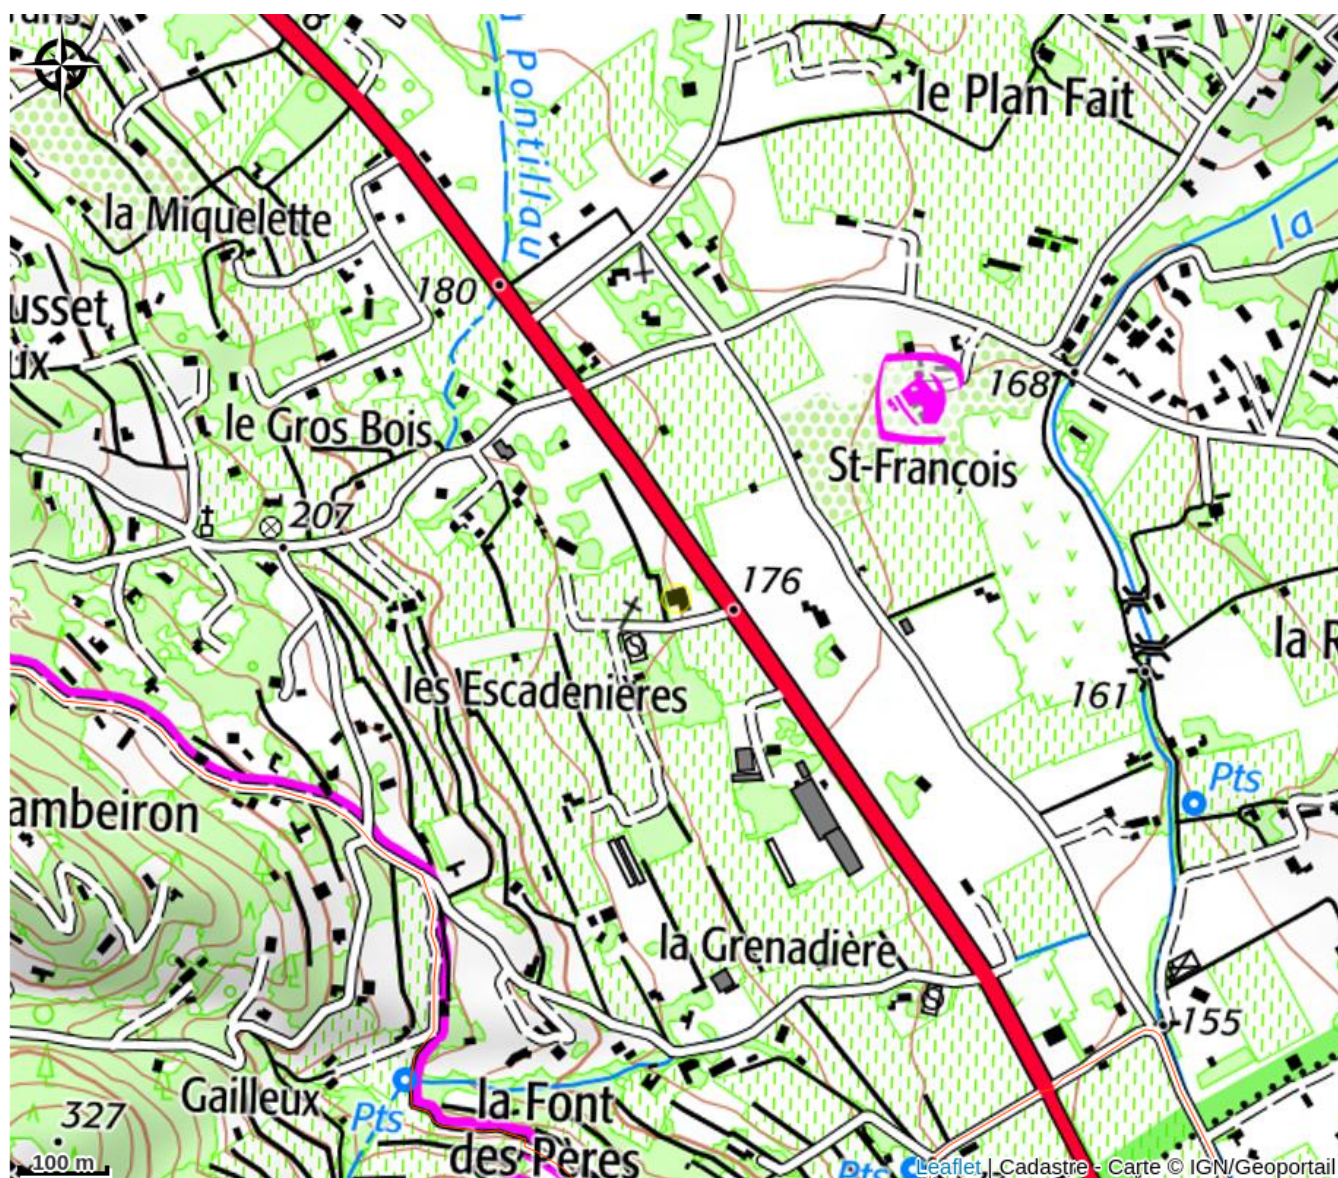 Pontillau
le Plan Fait
la Miquelette
la
180
usset
ux
168
le Gros Bois
St-François
207
176
la R
les Escadenières
161
Pts
ambeiron
la Grenadière
155
Gailleux
la Font
des Pères
Pts
327
100 m
Pts
Leaflet | Cadastre - Carte © IGN/Geoportail